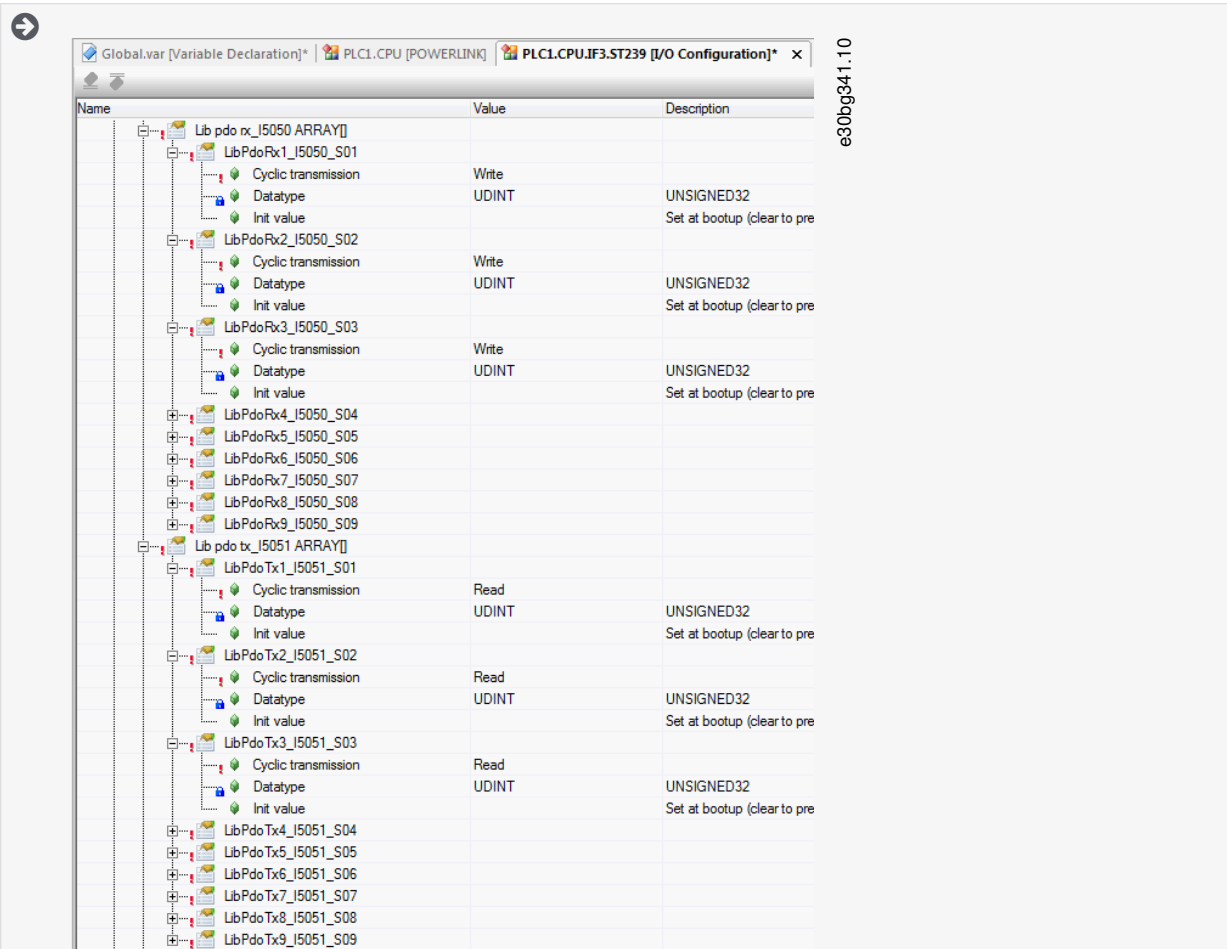 Global.var [Variable Declaration]* PLC1.CPU [POWERLINK] PLC1.CPU.IF3.ST239 [I/O Configuration]* X
e30bg341.10
Name Value Description
Lib pdo rx_I5050 ARRAY[]
LibPdoRx1_I5050_S01
Cyclic transmission Write
Datatype UDINT UNSIGNED32
Init value Set at bootup (clear to pre
LibPdoRx2_I5050_S02
Cyclic transmission Write
Datatype UDINT UNSIGNED32
Init value Set at bootup (clear to pre
LibPdoRx3_I5050_S03
Cyclic transmission Write
Datatype UDINT UNSIGNED32
Init value Set at bootup (clear to pre
LibPdoRx4_I5050_S04
LibPdoRx5_I5050_S05
LibPdoRx6_I5050_S06
LibPdoRx7_I5050_S07
LibPdoRx8_I5050_S08
LibPdoRx9_I5050_S09
Lib pdo tx_I5051 ARRAY[]
LibPdoTx1_I5051_S01
Cyclic transmission Read
Datatype UDINT UNSIGNED32
Init value Set at bootup (clear to pre
LibPdoTx2_I5051_S02
Cyclic transmission Read
Datatype UDINT UNSIGNED32
Init value Set at bootup (clear to pre
LibPdoTx3_I5051_S03
Cyclic transmission Read
Datatype UDINT UNSIGNED32
Init value Set at bootup (clear to pre
LibPdoTx4_I5051_S04
LibPdoTx5_I5051_S05
LibPdoTx6_I5051_S06
LibPdoTx7_I5051_S07
LibPdoTx8_I5051_S08
LibPdoTx9_I5051_S09